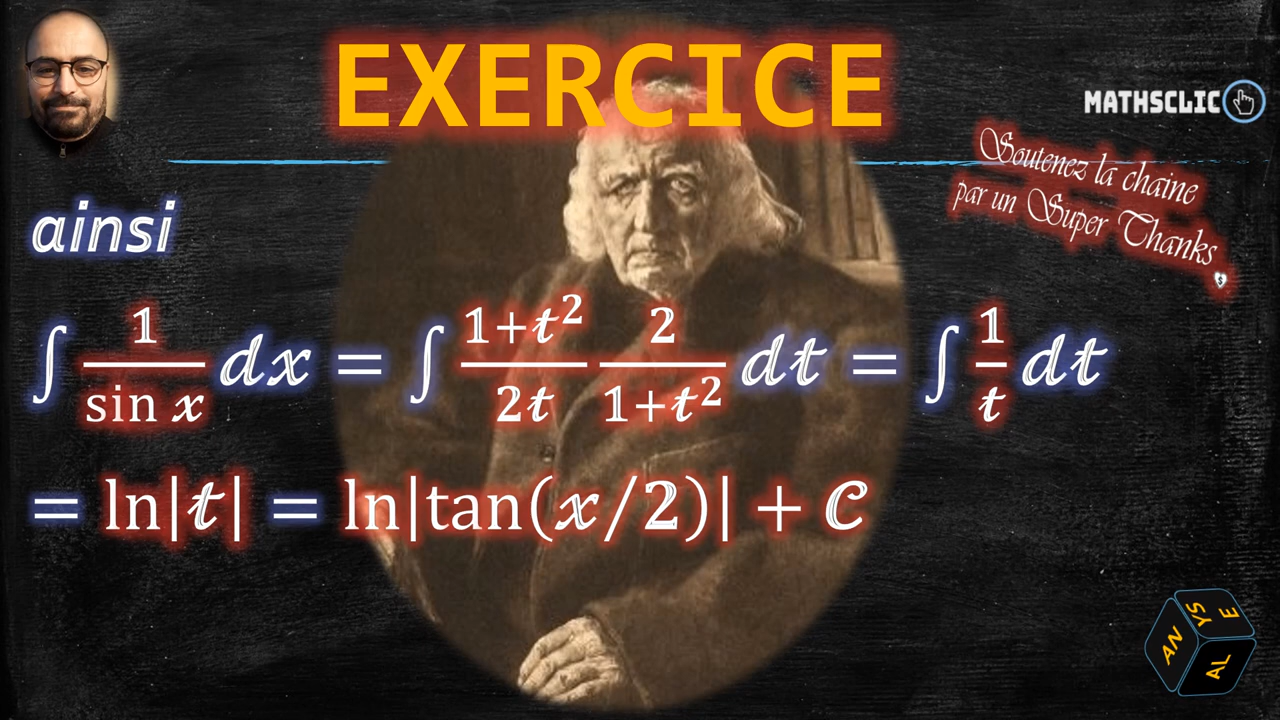 EXERCICE
MATHSCLIC
Soutenez la chaine
par un Super Thanks
ainsi
∫ 1/sin x dx = ∫ 1+t²/2t 2/1+t² dt = ∫ 1/t dt
= ln|t| = ln|tan(x/2)| + C
AN
AL
YS
E